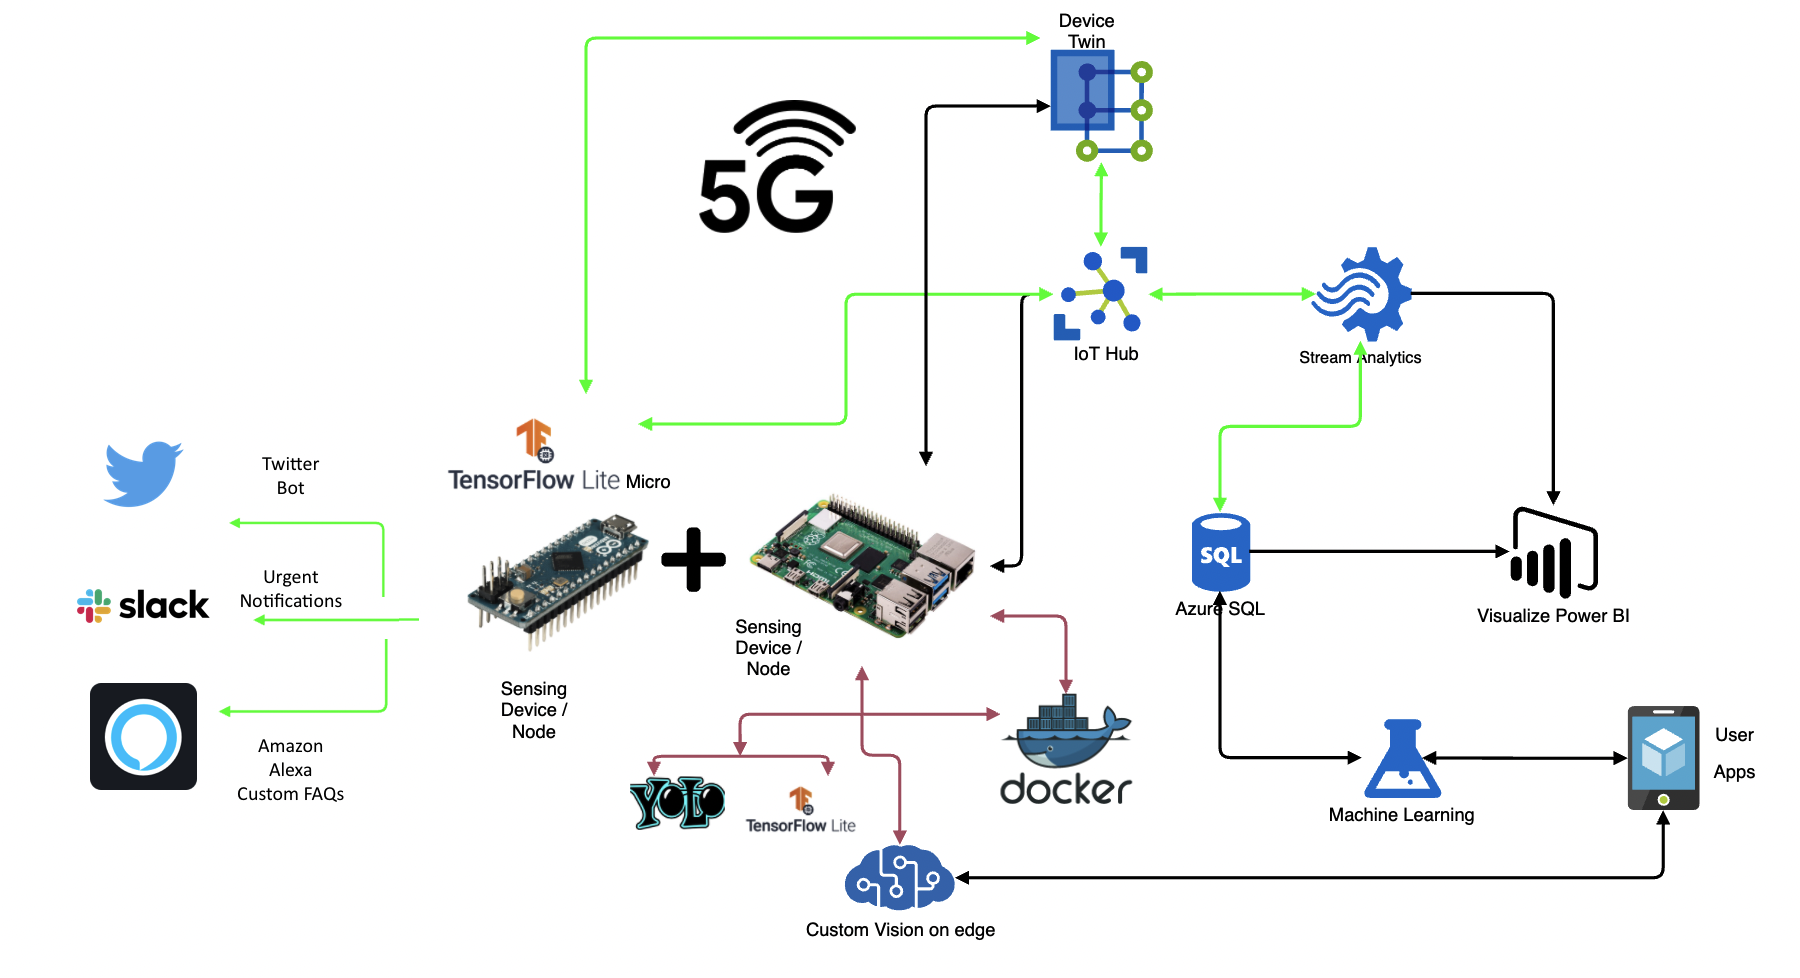 Device
Twin
5G
IoT Hub
Stream Analytics
TensorFlow Lite Micro
Twitter
Bot
Urgent
Notifications
slack
Amazon
Alexa
Custom FAQs
Sensing
Device /
Node
Sensing
Device /
Node
SQL
Azure SQL
Visualize Power BI
docker
YOLO
TensorFlow Lite
Machine Learning
User
Apps
Custom Vision on edge